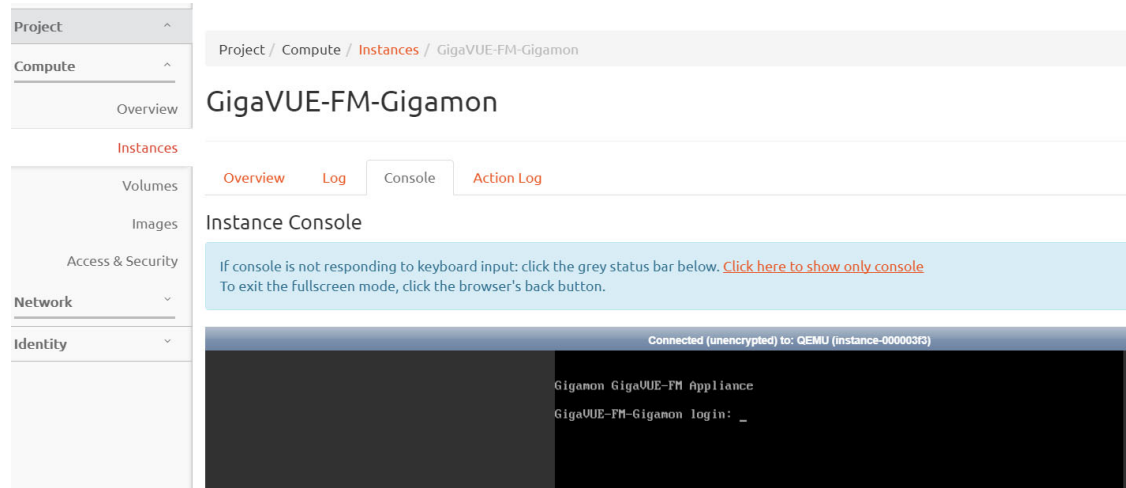 Project
Compute
Overview
Instances
Volumes
Images
Access & Security
Network
Identity
Project / Compute / Instances / GigaVUE-FM-Gigamon
GigaVUE-FM-Gigamon
Overview Log Console Action Log
Instance Console
If console is not responding to keyboard input: click the grey status bar below. Click here to show only console
To exit the fullscreen mode, click the browser's back button.
Connected (unencrypted) to: QEMU (instance-000003f3)
Gigamon GigaVUE-FM Appliance
GigaVUE-FM-Gigamon login: _